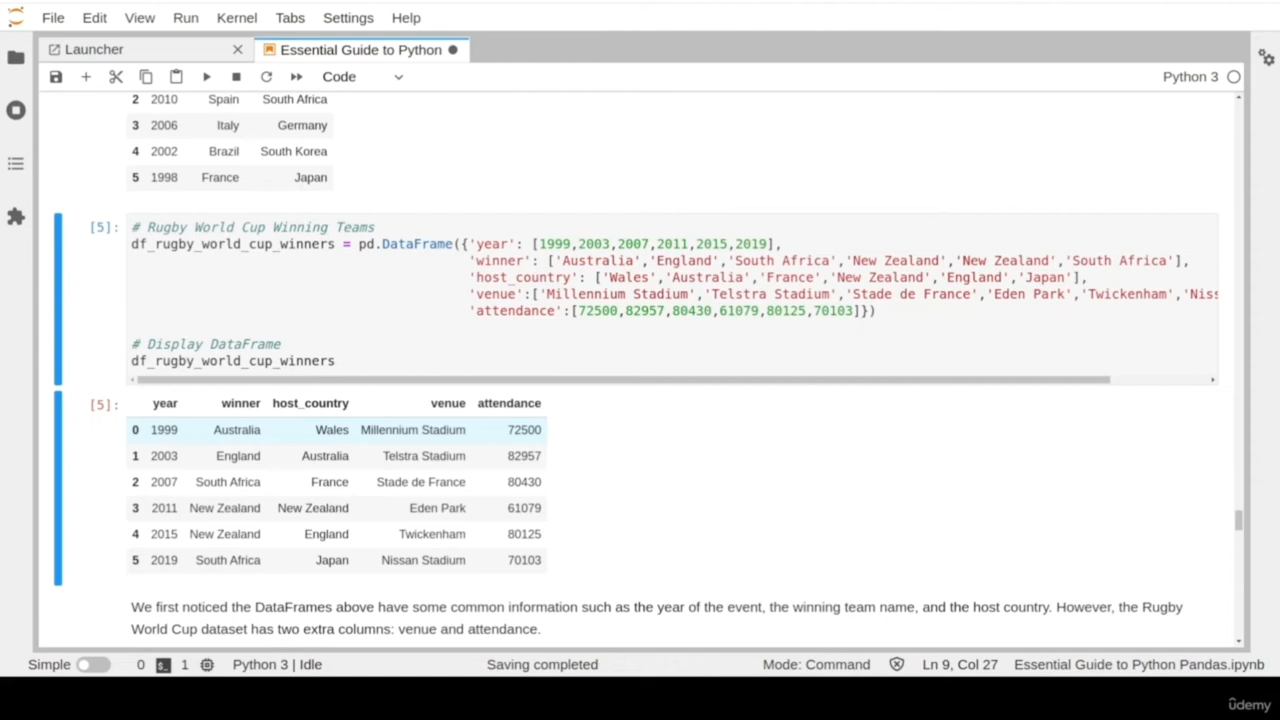 File Edit View Run Kernel Tabs Settings Help
Launcher Essential Guide to Python
Code Python 3
2 2010 Spain South Africa
3 2006 Italy Germany
4 2002 Brazil South Korea
5 1998 France Japan
[5]: # Rugby World Cup Winning Teams
df_rugby_world_cup_winners = pd.DataFrame({'year': [1999,2003,2007,2011,2015,2019],
'winner': ['Australia','England','South Africa','New Zealand','New Zealand','South Africa'],
'host_country': ['Wales','Australia','France','New Zealand','England','Japan'],
'venue':['Millennium Stadium','Telstra Stadium','Stade de France','Eden Park','Twickenham','Niss
'attendance':[72500,82957,80430,61079,80125,70103]})
# Display DataFrame
df_rugby_world_cup_winners
[5]: year winner host_country venue attendance
0 1999 Australia Wales Millennium Stadium 72500
1 2003 England Australia Telstra Stadium 82957
2 2007 South Africa France Stade de France 80430
3 2011 New Zealand New Zealand Eden Park 61079
4 2015 New Zealand England Twickenham 80125
5 2019 South Africa Japan Nissan Stadium 70103
We first noticed the DataFrames above have some common information such as the year of the event, the winning team name, and the host country. However, the Rugby
World Cup dataset has two extra columns: venue and attendance.
Simple 0 $_ 1 Python 3 | Idle Saving completed Mode: Command Ln 9, Col 27 Essential Guide to Python Pandas.ipynb
ûdemy